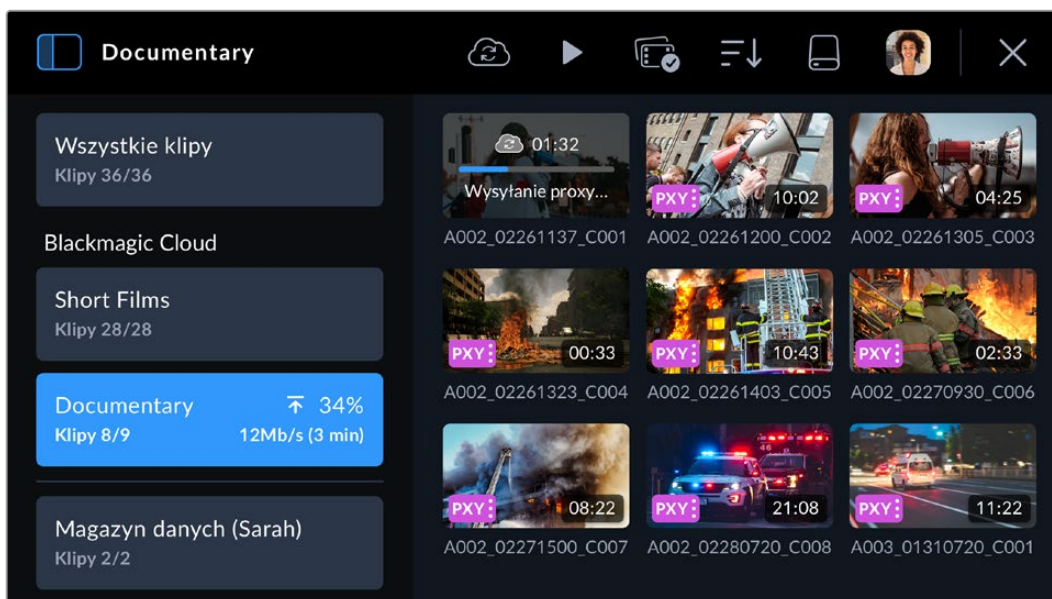 Documentary
Wszystkie klipy
Klipy 36/36
Blackmagic Cloud
Short Films
Klipy 28/28
Documentary 34%
Klipy 8/9 12Mb/s (3 min)
Magazyn danych (Sarah)
Klipy 2/2
01:32
Wysyłanie proxy...
PXY 10:02
PXY 04:25
A002_02261137_C001 A002_02261200_C002 A002_02261305_C003
PXY 00:33 PXY 10:43 PXY 02:33
A002_02261323_C004 A002_02261403_C005 A002_02270930_C006
PXY 08:22 PXY 21:08 PXY 11:22
A002_02271500_C007 A002_02280720_C008 A003_01310720_C001